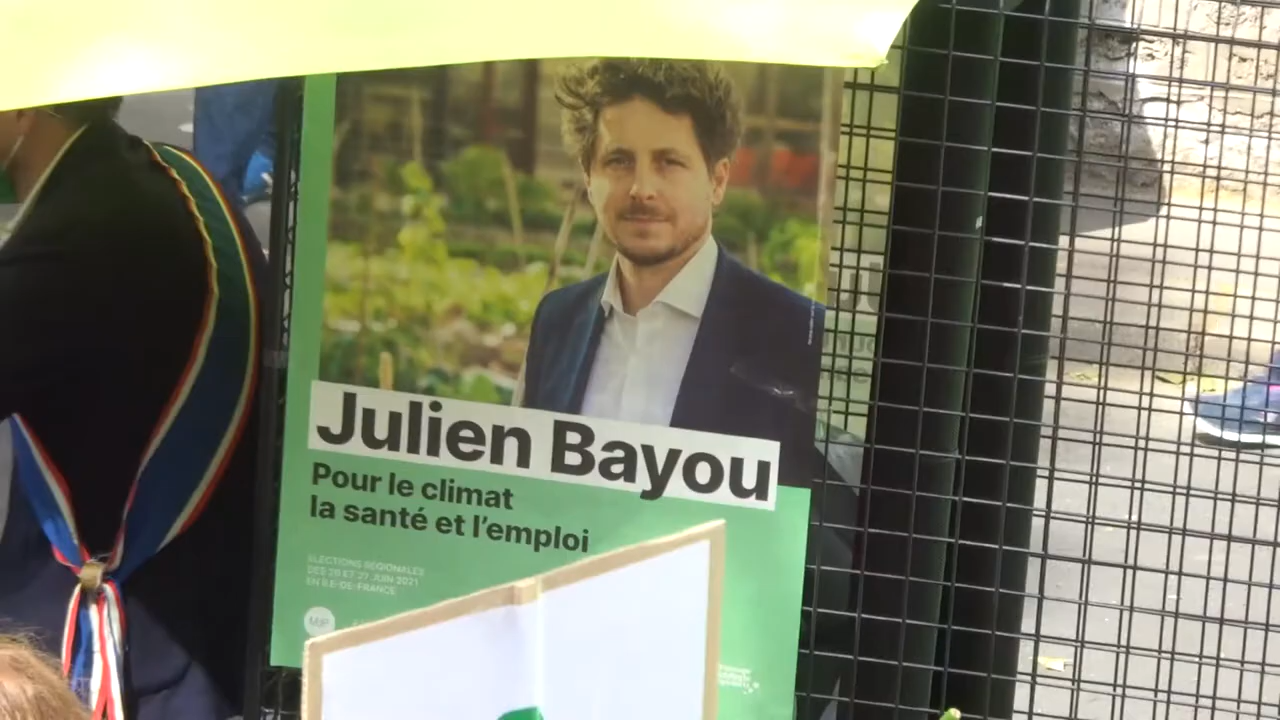 Julien Bayou
Pour le climat
la santé et l'emploi
ÉLECTIONS RÉGIONALES
DES 20 ET 27 JUIN 2021
EN ÎLE-DE-FRANCE
MdP